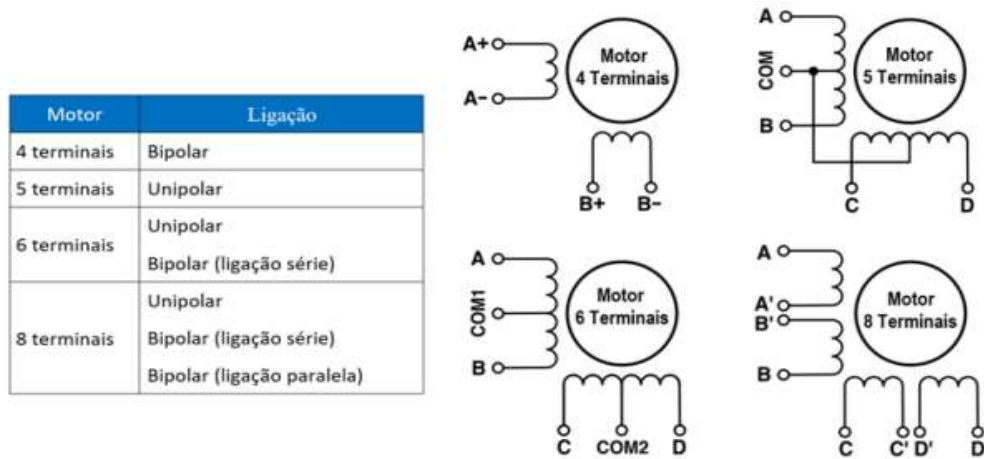 Motor Ligação
4 terminais Bipolar
5 terminais Unipolar
6 terminais Unipolar
Bipolar (ligação série)
8 terminais Unipolar
Bipolar (ligação série)
Bipolar (ligação paralela)
A+
A-
Motor
4 Terminais
B+ B-
A
COM
B
Motor
5 Terminais
C D
A
COM1
B
Motor
6 Terminais
C COM2 D
A
A'
B'
B
Motor
8 Terminais
C C' D' D